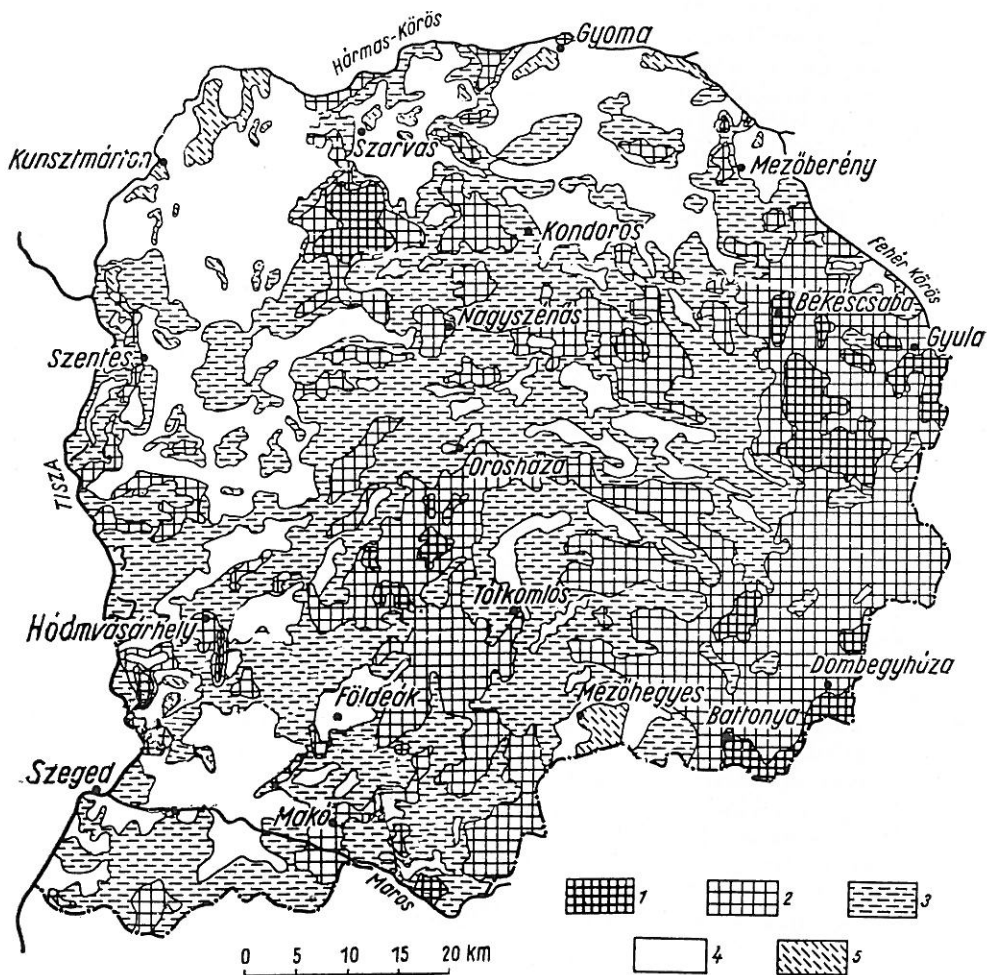 Hármas-Körös
Gyoma
Szarvas
Kunsztmárton
Mezőberény
Kondoros
Fehér Körös
Békéscsaba
Nagyszénás
Gyula
Szentes
Orosháza
TISZA
Tótkomlós
Hódmvásárhely
Dombegyháza
Földeák
Mezőhegyes
Battonya
Szeged
Makó
Maros
1
2
3
0 5 10 15 20 km
4
5